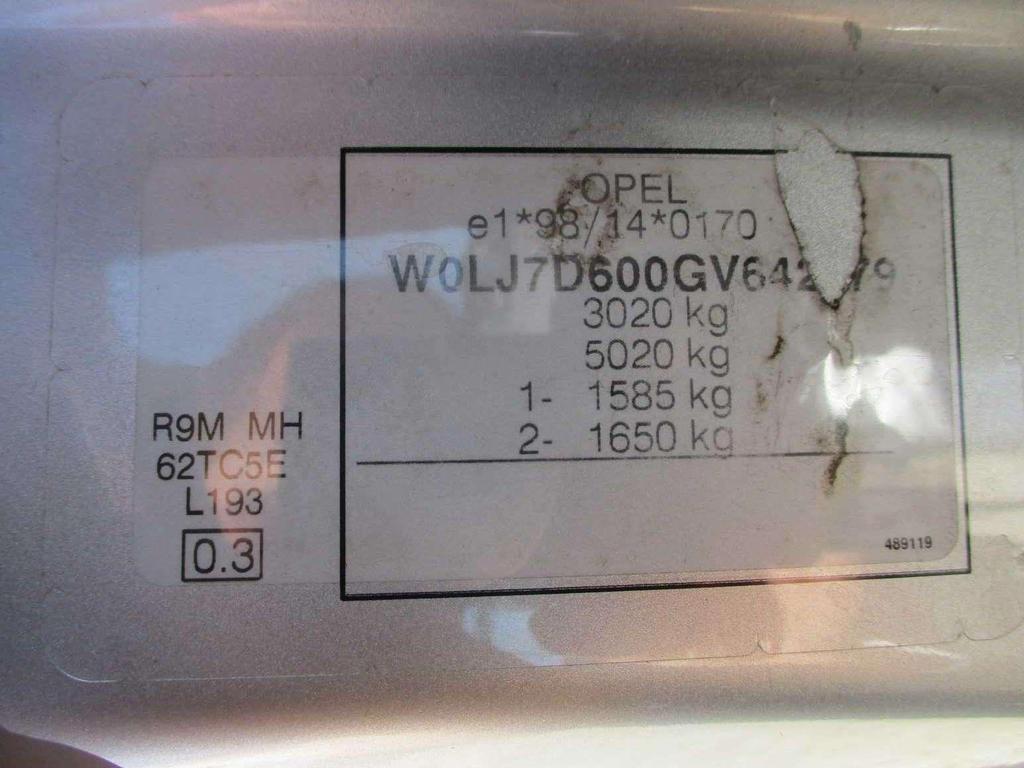 OPEL
e1*98/14*0170
3020 kg
5020 kg
1- 1585 kg
2- 1650 kg
R9M MH
62TC5E
L193
0.3
489119